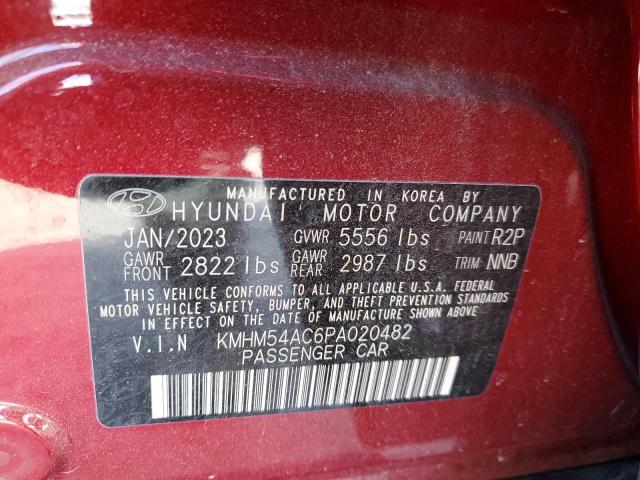 MANUFACTURED IN KOREA BY
HYUNDAI MOTOR COMPANY
JAN/2023 GVWR 5556 lbs PAINT R2P
GAWR FRONT 2822 lbs GAWR REAR 2987 lbs TRIM: NNB
THIS VEHICLE CONFORMS TO ALL APPLICABLE U.S.A. FEDERAL
MOTOR VEHICLE SAFETY, BUMPER, AND THEFT PREVENTION STANDARDS
IN EFFECT ON THE DATE OF MANUFACTURE SHOWN ABOVE.
V.I.N KMHM54AC6PA020482
PASSENGER CAR